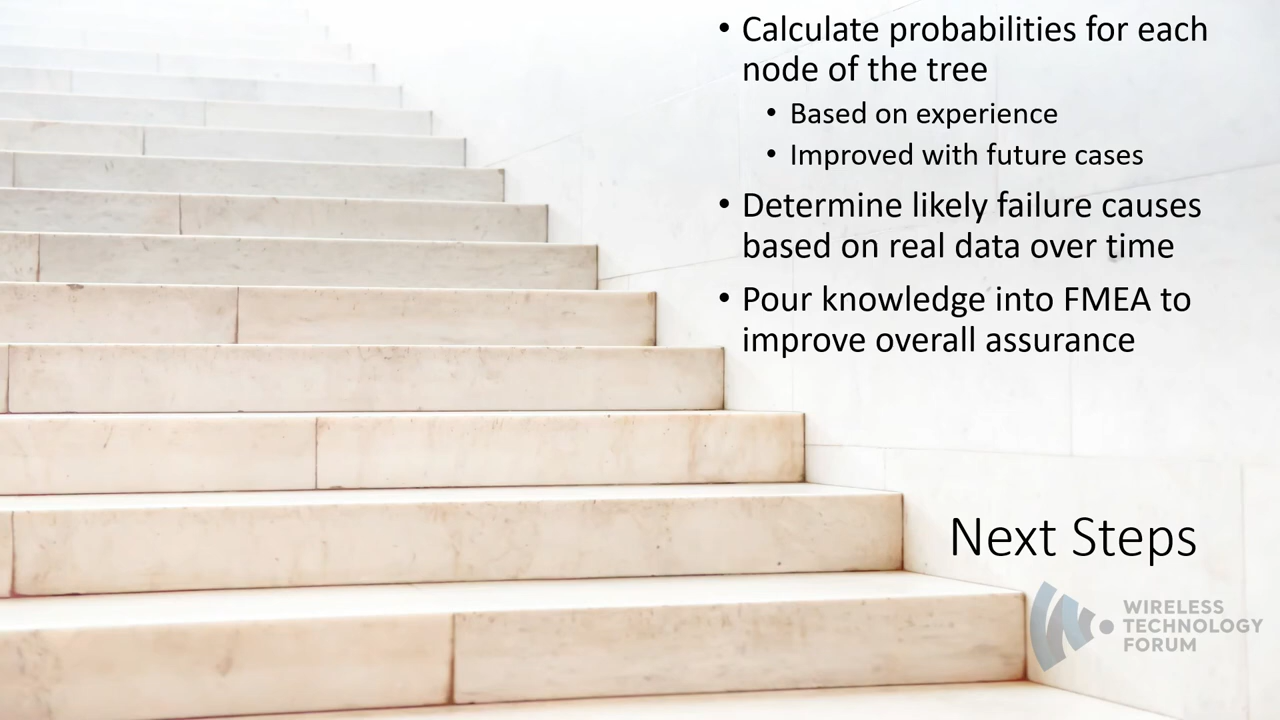 • Calculate probabilities for each
node of the tree
• Based on experience
• Improved with future cases
• Determine likely failure causes
based on real data over time
• Pour knowledge into FMEA to
improve overall assurance
Next Steps
WIRELESS
TECHNOLOGY
FORUM